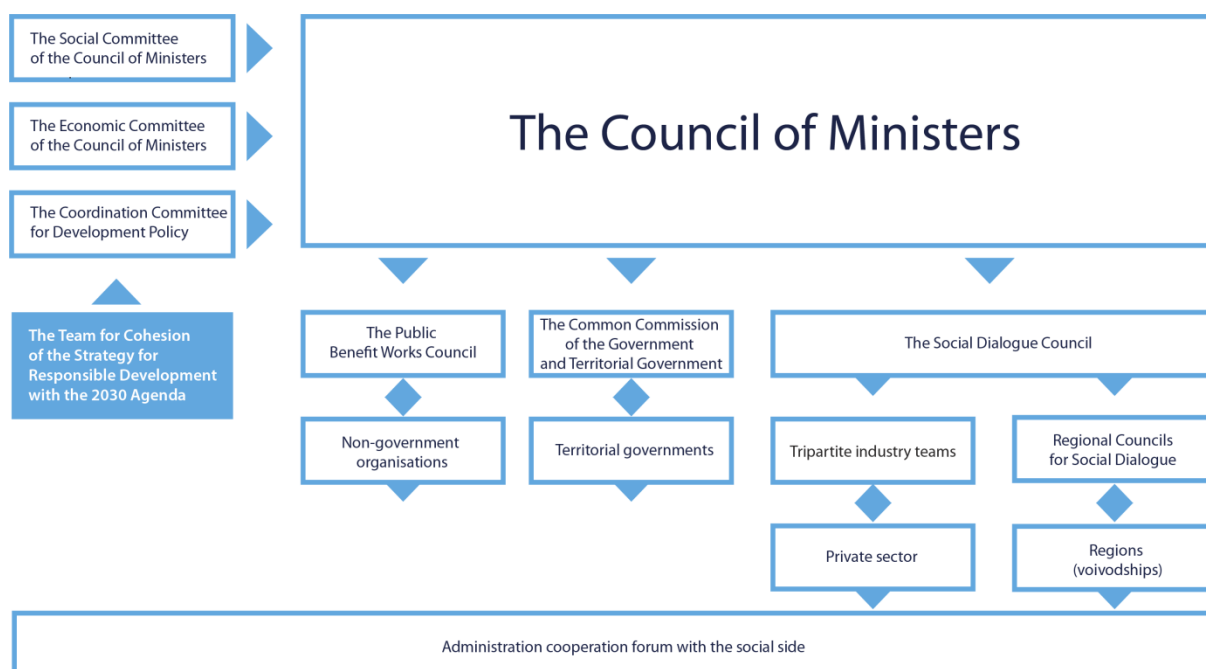 The Social Committee
of the Council of Ministers
The Economic Committee
of the Council of Ministers
The Coordination Committee
for Development Policy
The Team for Cohesion
of the Strategy for
Responsible Development
with the 2030 Agenda
The Council of Ministers
The Public
Benefit Works Council
The Common Commission
of the Government
and Territorial Government
The Social Dialogue Council
Non-government
organisations
Territorial governments
Tripartite industry teams
Regional Councils
for Social Dialogue
Private sector
Regions
(voivodships)
Administration cooperation forum with the social side